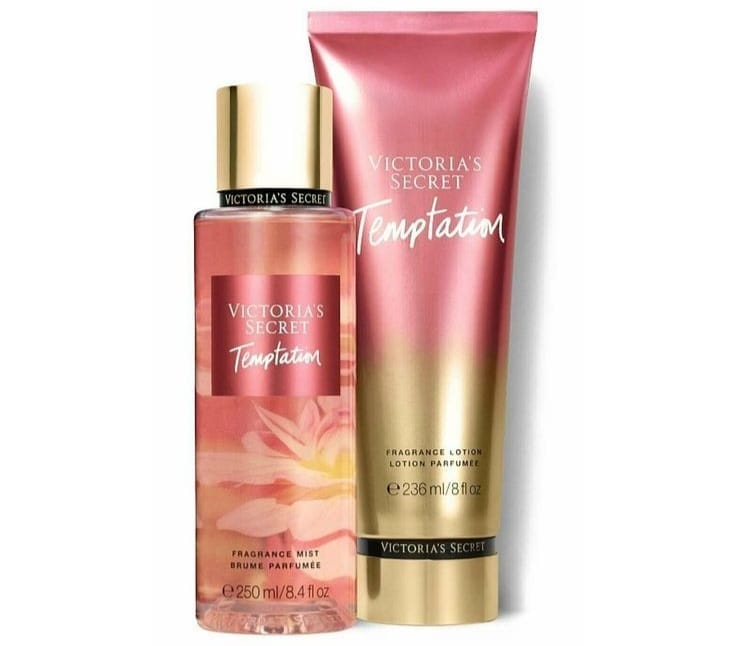 VICTORIA'S SECRET
VICTORIA'S
SECRET
Temptation
FRAGRANCE MIST
BRUME PARFUMÉE
℮250 ml/8,4 fl oz
VICTORIA'S
SECRET
Temptation
FRAGRANCE LOTION
LOTION PARFUMÉE
℮236 ml/8 fl oz
VICTORIA'S SECRET